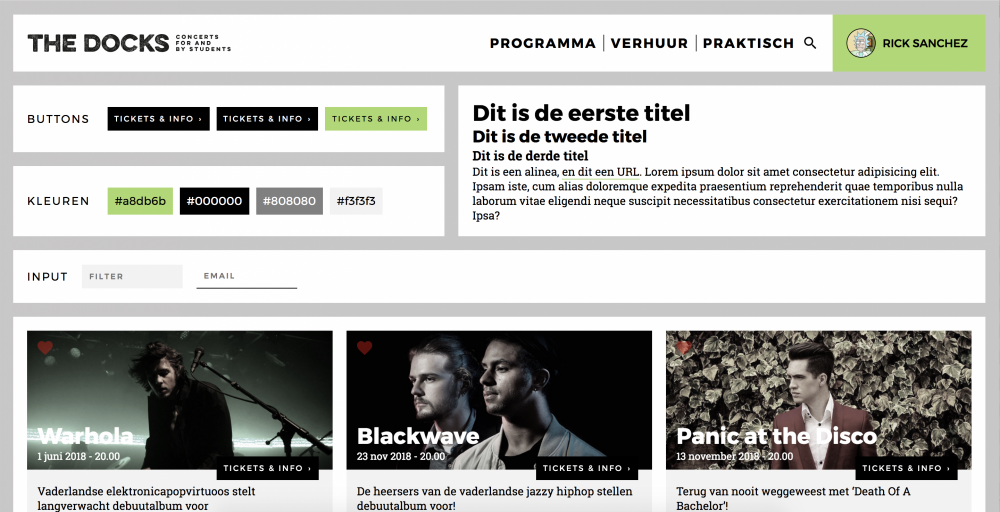 THE DOCKS
CONCERTS
FOR AND
BY STUDENTS
PROGRAMMA
VERHUUR
PRAKTISCH
RICK SANCHEZ
BUTTONS
TICKETS & INFO ›
TICKETS & INFO ›
TICKETS & INFO ›
KLEUREN
#a8db6b
#000000
#808080
#f3f3f3
Dit is de eerste titel
Dit is de tweede titel
Dit is de derde titel
Dit is een alinea, en dit een URL. Lorem ipsum dolor sit amet consectetur adipisicing elit.
Ipsam iste, cum alias doloremque expedita praesentium reprehenderit quae temporibus nulla
laborum vitae eligendi neque suscipit necessitatibus consectetur exercitationem nisi sequi?
Ipsa?
INPUT
FILTER
EMAIL
Warhola
1 juni 2018 - 20.00
TICKETS & INFO ›
Vaderlandse elektronicapopvirtuos stelt
langverwacht debuutalbum voor
Blackwave
23 nov 2018 - 20.00
TICKETS & INFO ›
De heersers van de vaderlandse jazzy hiphop stellen
debuutalbum voor!
Panic at the Disco
13 november 2018 - 20.00
TICKETS & INFO ›
Terug van nooit weggeweest met ‘Death Of A
Bachelor’!